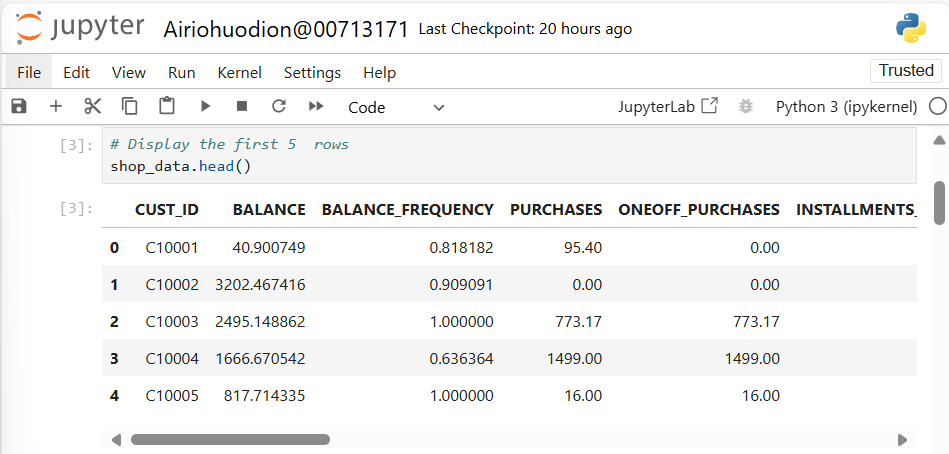 jupyter Airiohuodion@00713171 Last Checkpoint: 20 hours ago
File Edit View Run Kernel Settings Help Trusted
Code JupyterLab Python 3 (ipykernel)
[3]: # Display the first 5  rows
shop_data.head()
[3]: CUST_ID BALANCE BALANCE_FREQUENCY PURCHASES ONEOFF_PURCHASES INSTALLMENTS_
0 C10001 40.900749 0.818182 95.40 0.00
1 C10002 3202.467416 0.909091 0.00 0.00
2 C10003 2495.148862 1.000000 773.17 773.17
3 C10004 1666.670542 0.636364 1499.00 1499.00
4 C10005 817.714335 1.000000 16.00 16.00